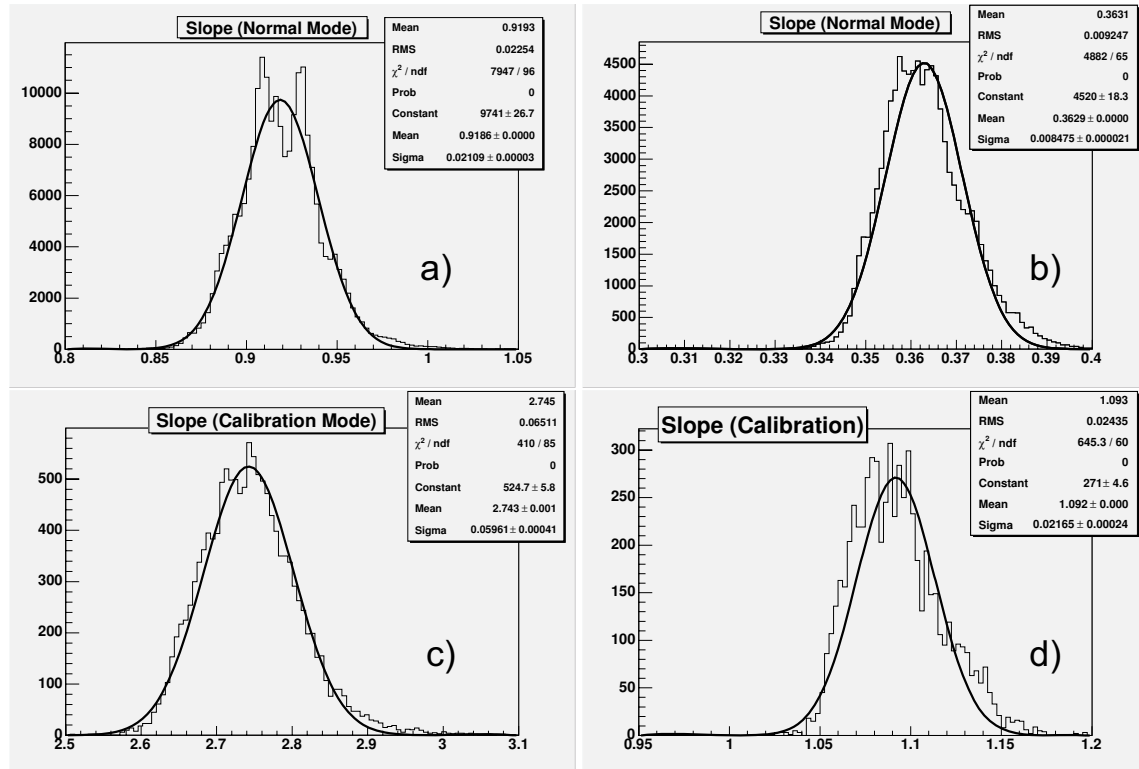 Slope (Normal Mode)
Mean 0.9193
RMS 0.02254
χ² / ndf 7947 / 96
Prob 0
Constant 9741 ± 26.7
Mean 0.9186 ± 0.0000
Sigma 0.02109 ± 0.00003
10000
8000
6000
4000
2000
0
0.8 0.85 0.9 0.95 1 1.05
a)
Slope (Normal Mode)
Mean 0.3631
RMS 0.009247
χ² / ndf 4882 / 65
Prob 0
Constant 4520 ± 18.3
Mean 0.3629 ± 0.0000
Sigma 0.008475 ± 0.000021
4500
4000
3500
3000
2500
2000
1500
1000
500
0
0.3 0.31 0.32 0.33 0.34 0.35 0.36 0.37 0.38 0.39 0.4
b)
Slope (Calibration Mode)
Mean 2.745
RMS 0.06511
χ² / ndf 410 / 85
Prob 0
Constant 524.7 ± 5.8
Mean 2.743 ± 0.001
Sigma 0.05961 ± 0.00041
500
400
300
200
100
0
2.5 2.6 2.7 2.8 2.9 3 3.1
c)
Slope (Calibration)
Mean 1.093
RMS 0.02435
χ² / ndf 645.3 / 60
Prob 0
Constant 271 ± 4.6
Mean 1.092 ± 0.000
Sigma 0.02165 ± 0.00024
300
250
200
150
100
50
0
0.95 1 1.05 1.1 1.15 1.2
d)